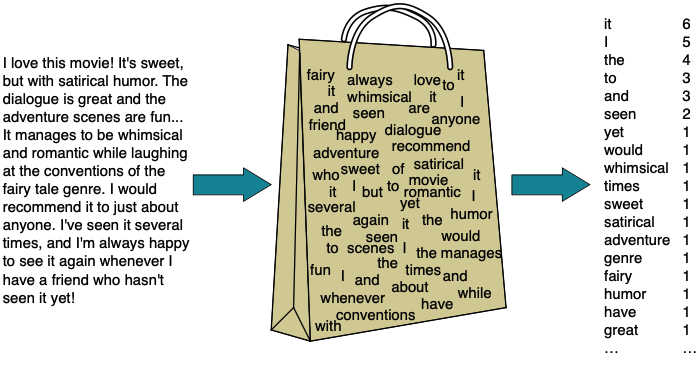 I love this movie! It's sweet,
but with satirical humor. The
dialogue is great and the
adventure scenes are fun...
It manages to be whimsical
and romantic while laughing
at the conventions of the
fairy tale genre. I would
recommend it to just about
anyone. I've seen it several
times, and I'm always happy
to see it again whenever I
have a friend who hasn't
seen it yet!
fairy always love to it
it whimsical it I
and seen are anyone
friend happy dialogue
adventure recommend
who sweet of satirical it
it I but to movie romantic I
several yet
again it the humor
the seen would
to scenes I the manages
the times and
fun I and about
whenever have while
conventions
with
it 6
I 5
the 4
to 3
and 3
seen 2
yet 1
would 1
whimsical 1
times 1
sweet 1
satirical 1
adventure 1
genre 1
fairy 1
humor 1
have 1
great 1
... ...